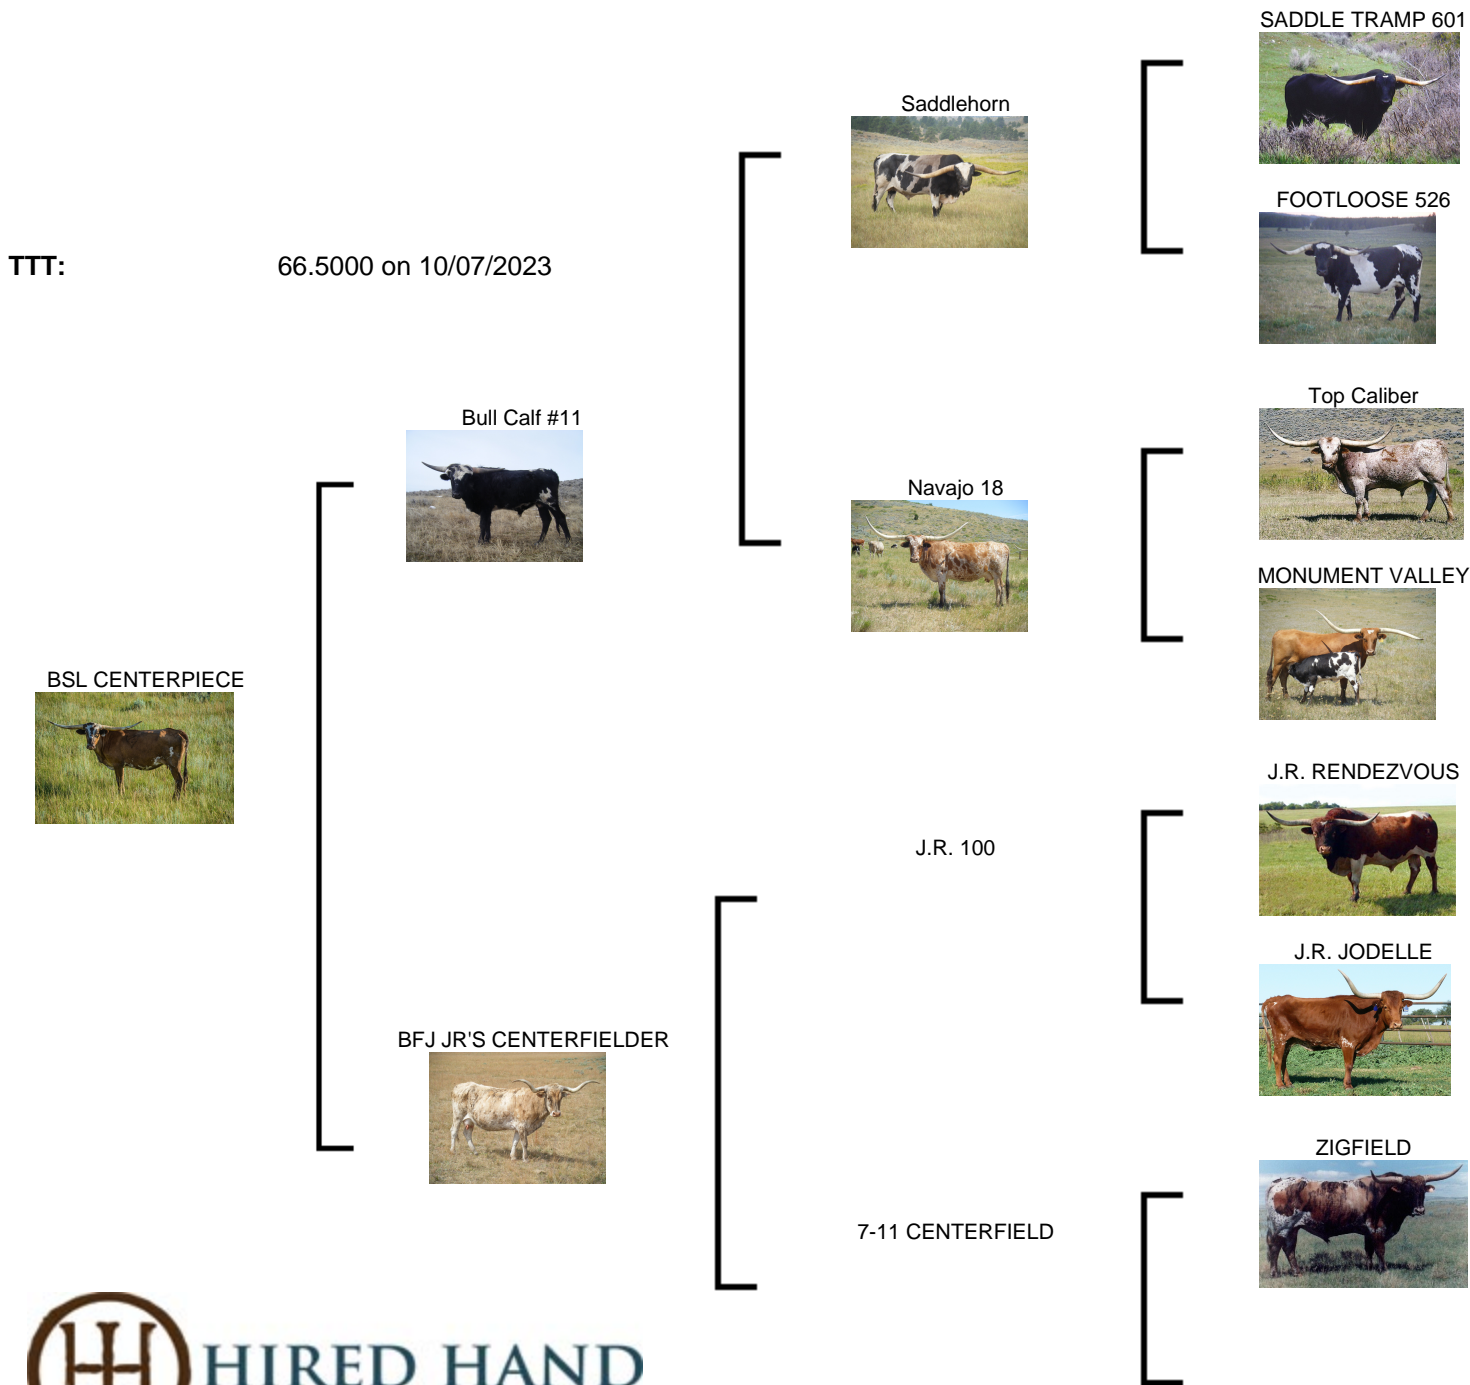 SADDLE TRAMP 601
Saddlehorn
FOOTLOOSE 526
TTT: 66.5000 on 10/07/2023
Top Caliber
Bull Calf #11
Navajo 18
MONUMENT VALLEY
BSL CENTERPIECE
J.R. RENDEZVOUS
J.R. 100
J.R. JODELLE
BFJ JR'S CENTERFIELDER
ZIGFIELD
7-11 CENTERFIELD
HIRED HAND